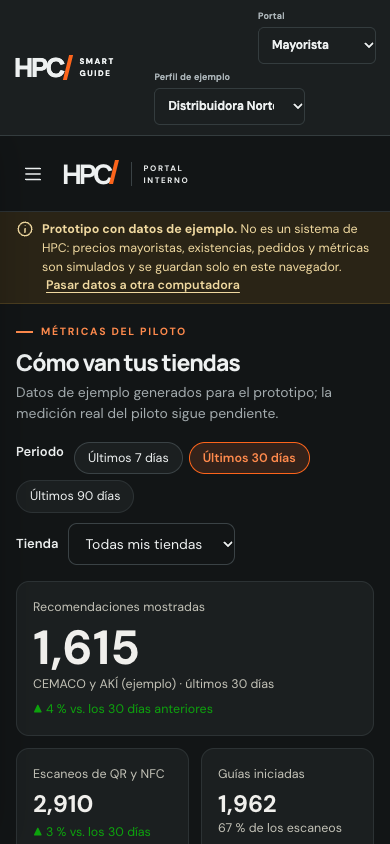 Portal
HPC/ SMART GUIDE
Mayorista
Perfil de ejemplo
Distribuidora Norte
HPC/ PORTAL INTERNO
Prototipo con datos de ejemplo. No es un sistema de
HPC: precios mayoristas, existencias, pedidos y métricas
son simulados y se guardan solo en este navegador.
Pasar datos a otra computadora
MÉTRICAS DEL PILOTO
Cómo van tus tiendas
Datos de ejemplo generados para el prototipo; la
medición real del piloto sigue pendiente.
Periodo Últimos 7 días Últimos 30 días
Últimos 90 días
Tienda Todas mis tiendas
Recomendaciones mostradas
1,615
CEMACO y AKÍ (ejemplo) · últimos 30 días
▲ 4 % vs. los 30 días anteriores
Escaneos de QR y NFC
2,910
▲ 3 % vs. los 30 días
Guías iniciadas
1,962
67 % de los escaneos